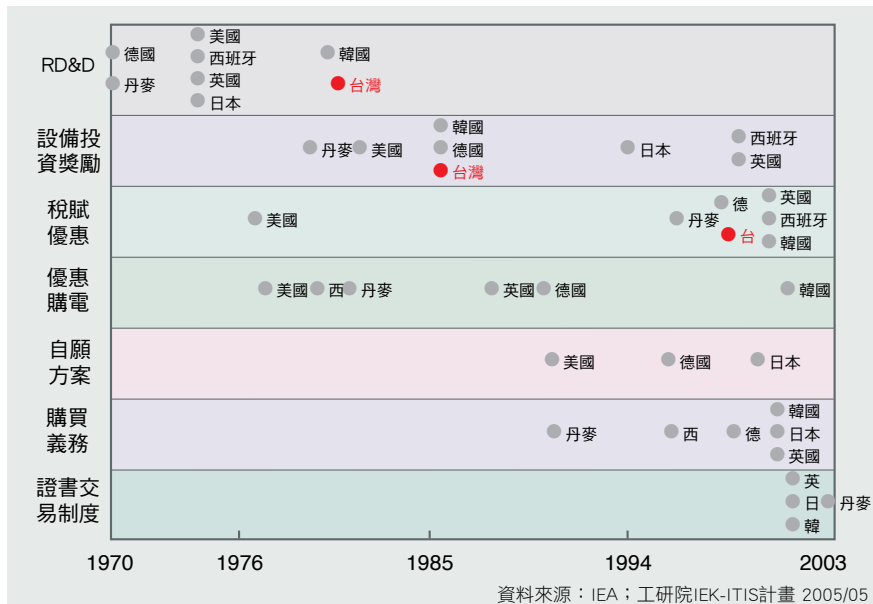 RD&D
美國
德國
西班牙
韓國
丹麥
英國
台灣
日本
設備投
資獎勵
韓國
丹麥
美國
德國
日本
西班牙
台灣
英國
稅賦
優惠
美國
丹麥
德
英國
台
西班牙
韓國
優惠
購電
美國
西
丹麥
英國
德國
韓國
自願
方案
美國
德國
日本
購買
義務
丹麥
西
德
韓國
日本
英國
證書交
易制度
英
日
丹麥
韓
1970
1976
1985
1994
2003
資料來源：IEA；工研院IEK-ITIS計畫 2005/05